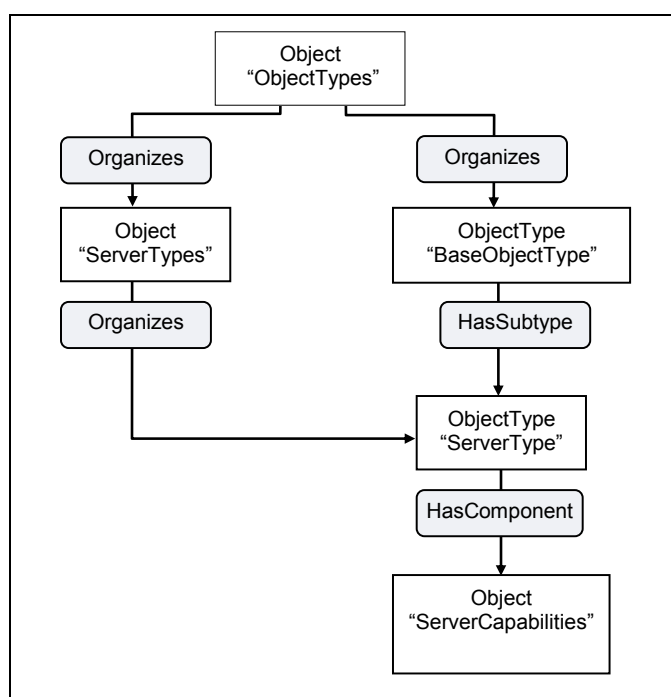 Object
“ObjectTypes”
Organizes
Organizes
Object
“ServerTypes”
ObjectType
“BaseObjectType”
Organizes
HasSubtype
ObjectType
“ServerType”
HasComponent
Object
“ServerCapabilities”